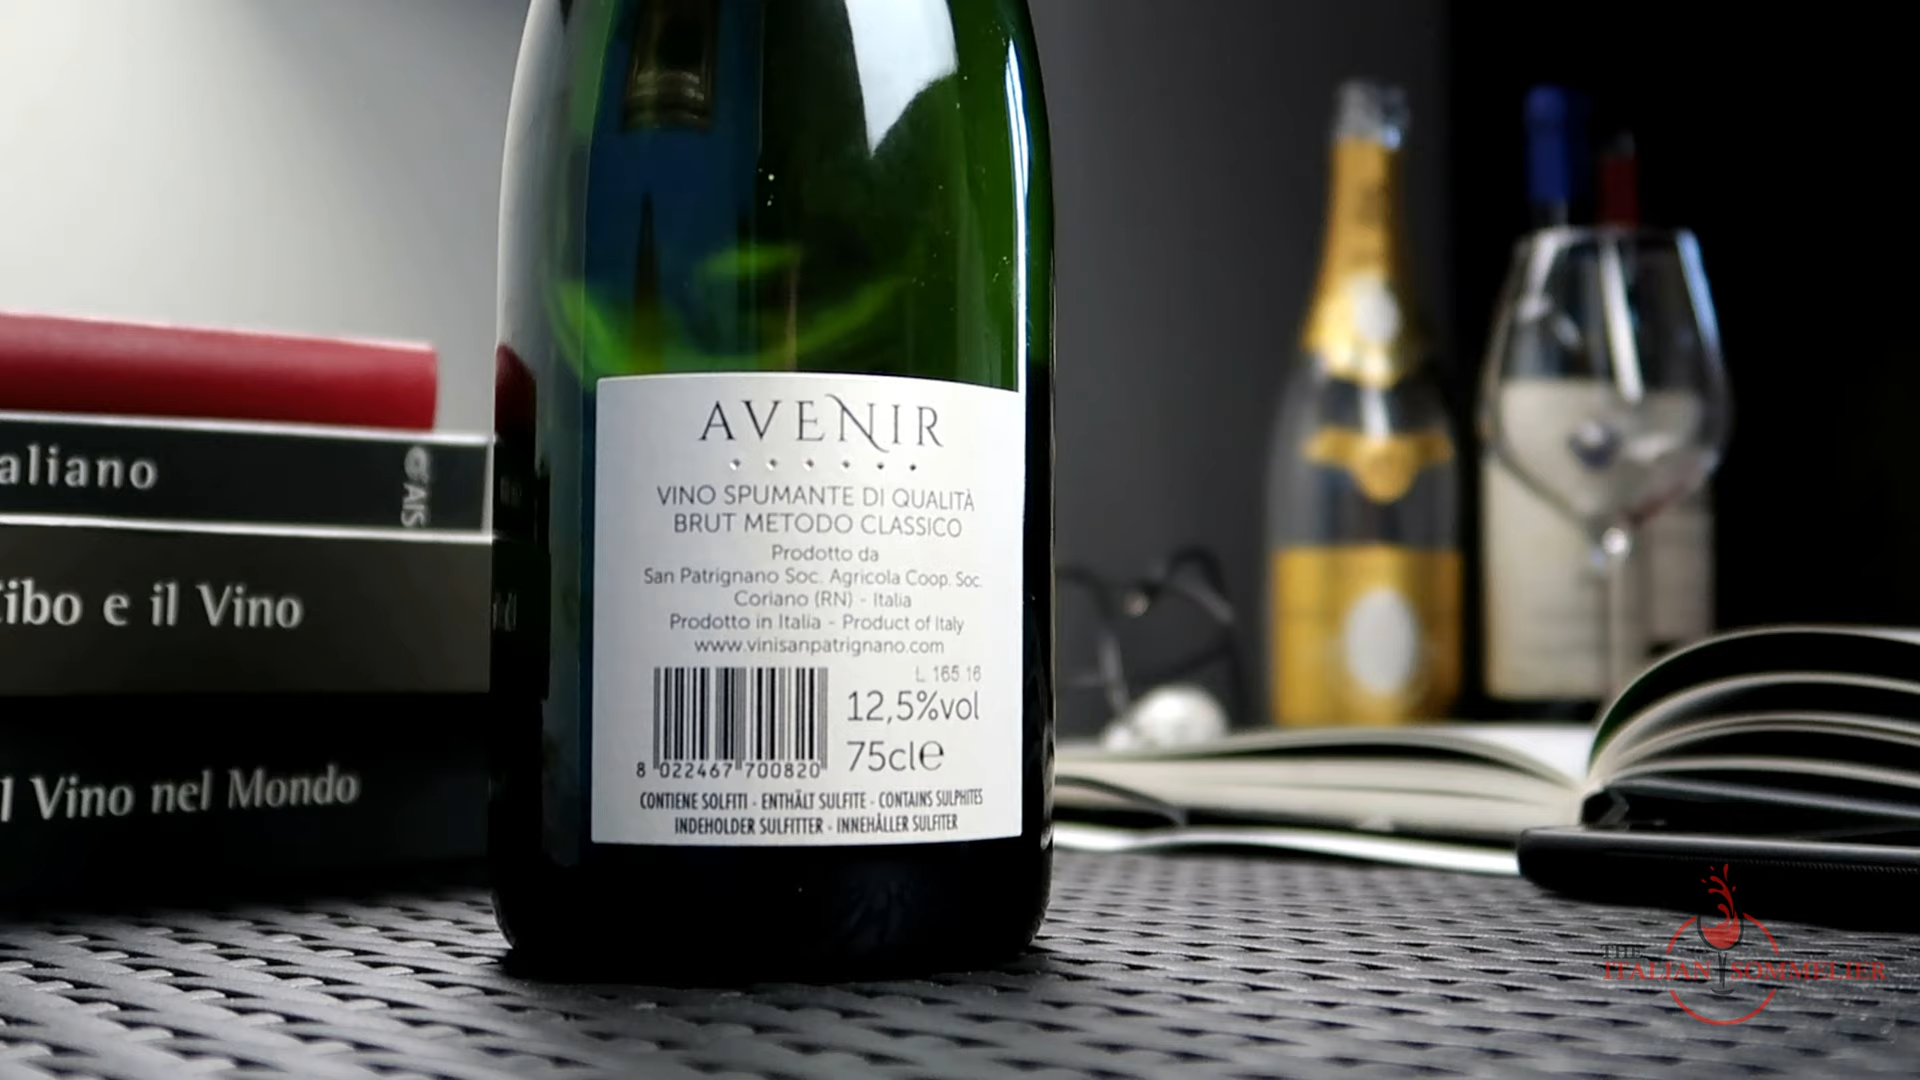 AVENIR
VINO SPUMANTE DI QUALITÀ
BRUT METODO CLASSICO
Prodotto da
San Patrignano Soc. Agricola Coop. Soc.
Coriano (RN) - Italia
Prodotto in Italia - Product of Italy
www.vinisanpatrignano.com
L 165 16
12,5%vol
75cl℮
8 022467 700820
CONTIENE SOLFITI - ENTHÄLT SULFITE - CONTAINS SULPHITES
INDEHOLDER SULFITTER - INNEHÅLLER SULFITER
aliano
AIS
ibo e il Vino
l Vino nel Mondo
THE
ITALIAN SOMMELIER